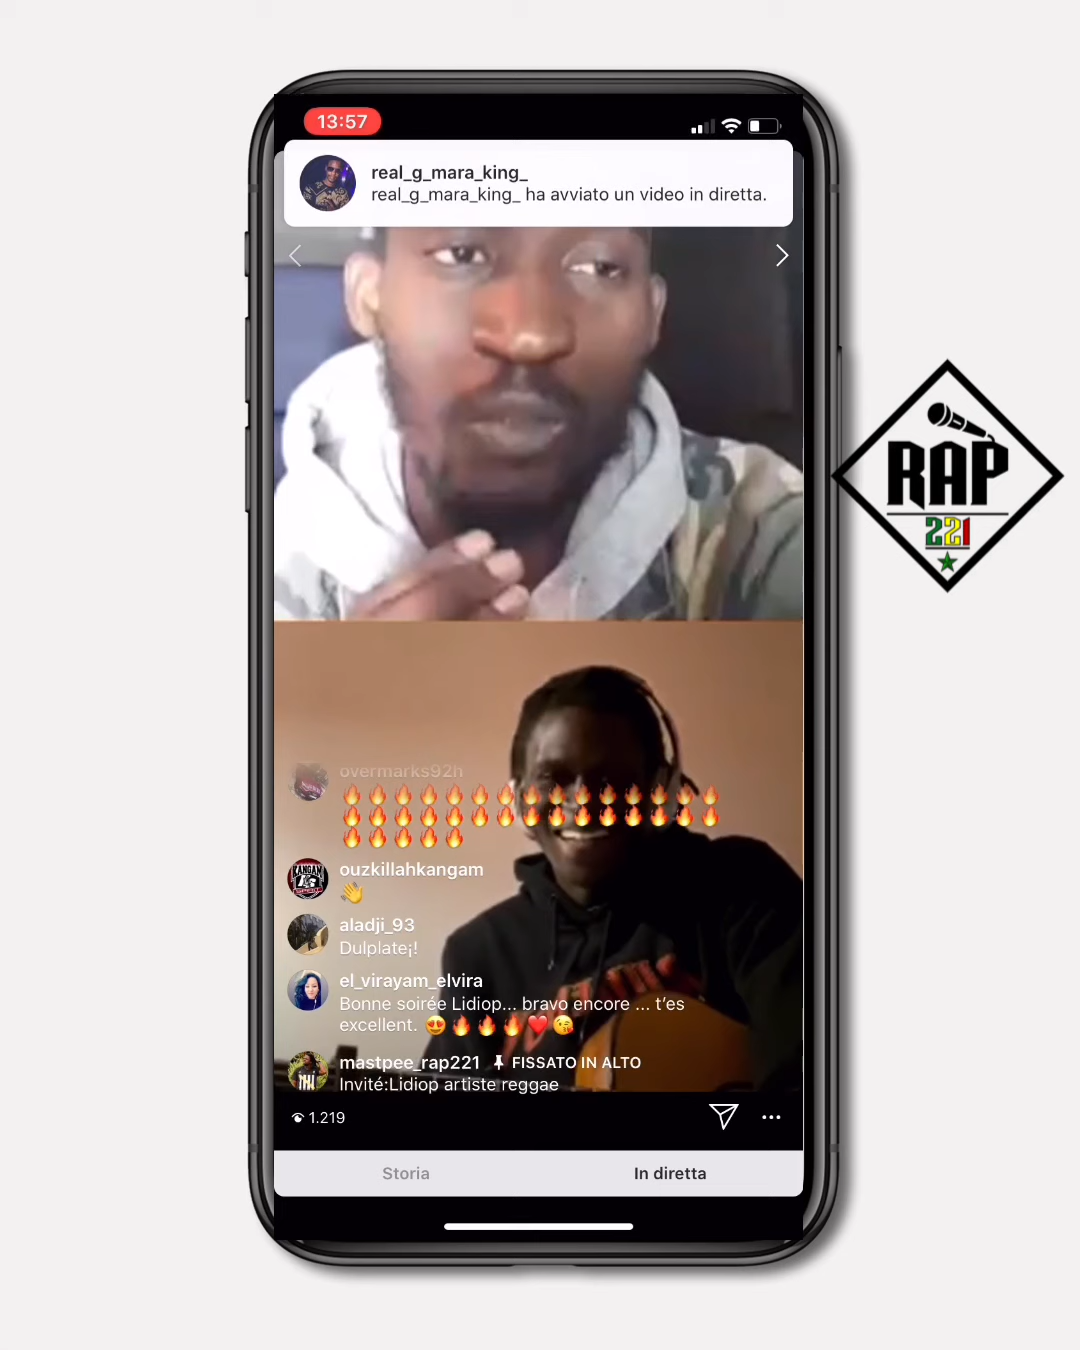 13:57
real_g_mara_king_
real_g_mara_king_ ha avviato un video in diretta.
RAP
221
overmarks92h
🔥🔥🔥🔥🔥🔥🔥🔥🔥🔥🔥🔥🔥🔥🔥
🔥🔥🔥🔥🔥🔥🔥🔥🔥🔥🔥🔥🔥🔥🔥
🔥🔥🔥🔥🔥
KANGAM
ouzkillahkangam
👋
aladji_93
Dulplate¡!
el_virayam_elvira
Bonne soirée Lidiop... bravo encore ... t’es
excellent. 😍🔥🔥🔥❤️😘
mastpee_rap221 📌 FISSATO IN ALTO
Invité:Lidiop artiste reggae
1.219
Storia In diretta